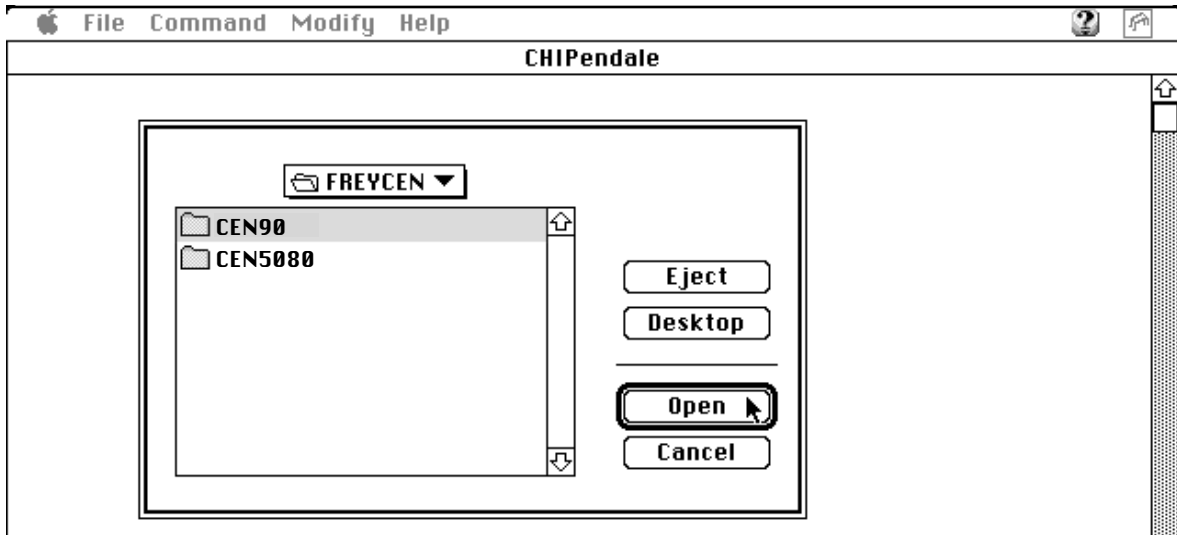 File Command Modify Help
CHIPendale
FREYCEN
CEN90
CEN5080
Eject
Desktop
Open
Cancel